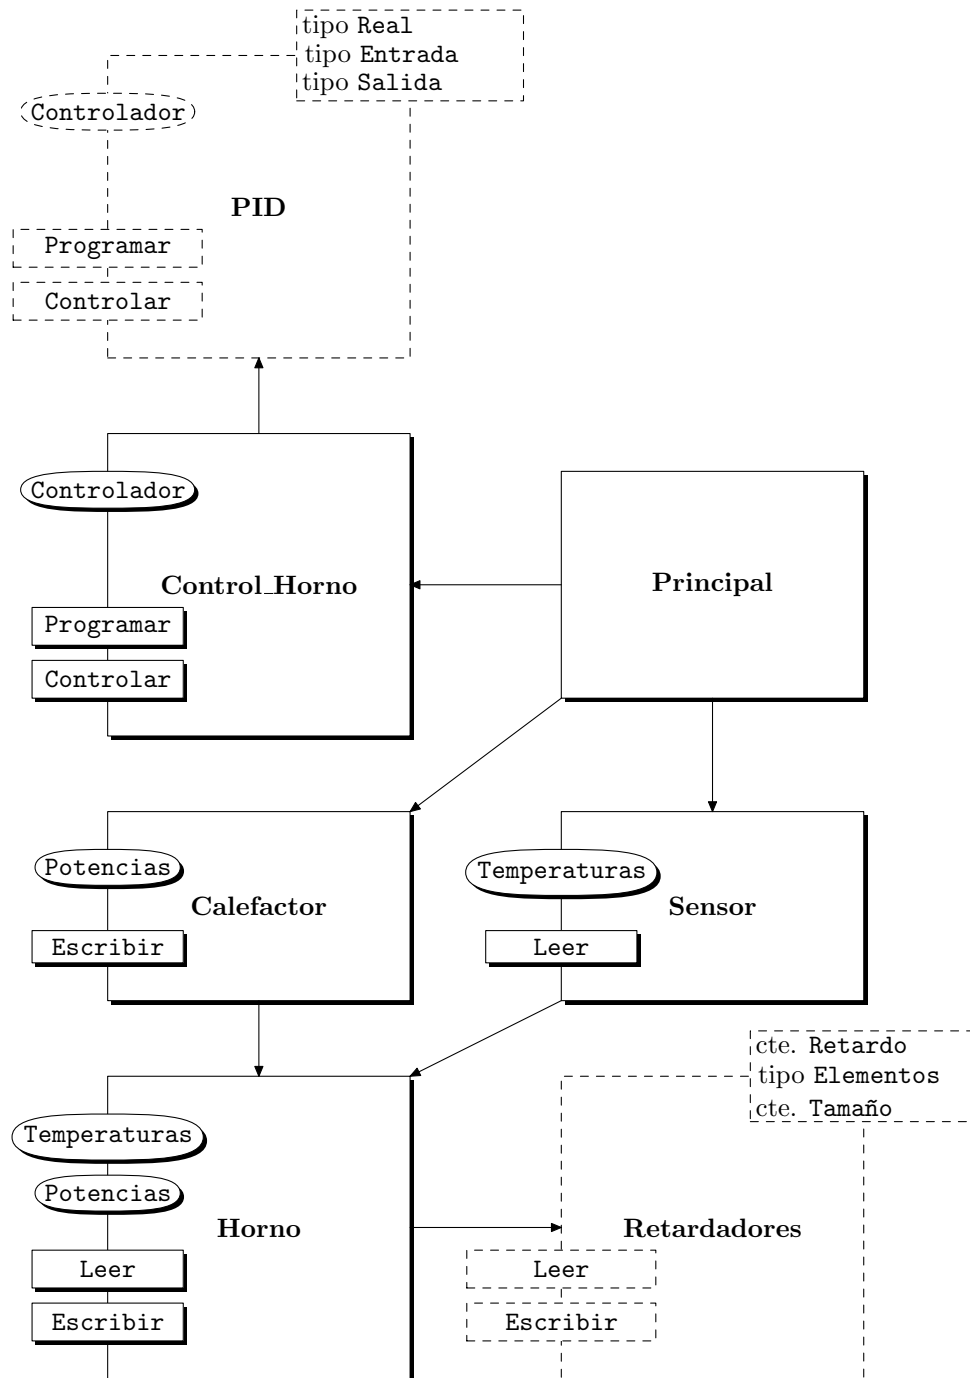 tipo Real
tipo Entrada
tipo Salida
Controlador
PID
Programar
Controlar
Controlador
Control_Horno
Principal
Programar
Controlar
Potencias
Temperaturas
Calefactor
Sensor
Escribir
Leer
cte. Retardo
tipo Elementos
cte. Tamaño
Temperaturas
Potencias
Horno
Retardadores
Leer
Leer
Escribir
Escribir